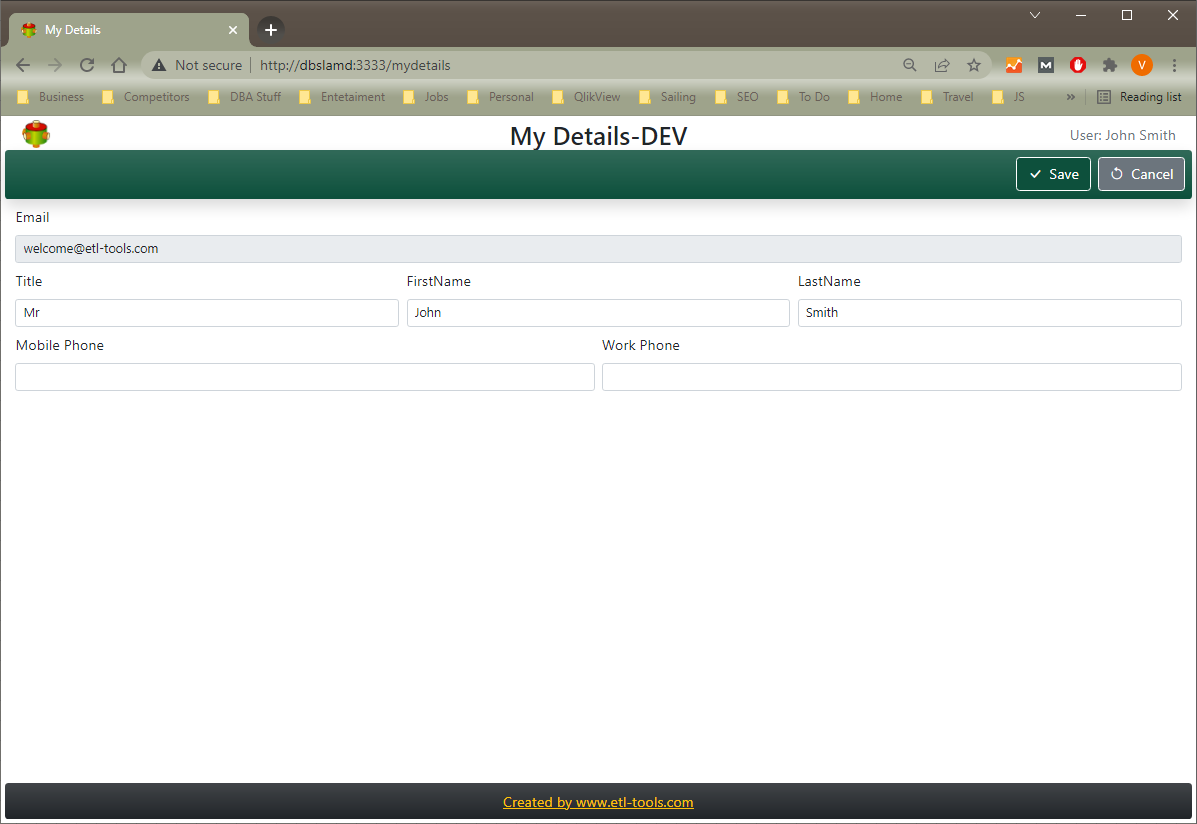 My Details
Not secure http://dbslamd:3333/mydetails M V
Business Competitors DBA Stuff Entetaiment Jobs Personal QlikView Sailing SEO To Do Home Travel JS » Reading list
My Details-DEV User: John Smith
Save Cancel
Email
welcome@etl-tools.com
Title FirstName LastName
Mr John Smith
Mobile Phone Work Phone
Created by www.etl-tools.com